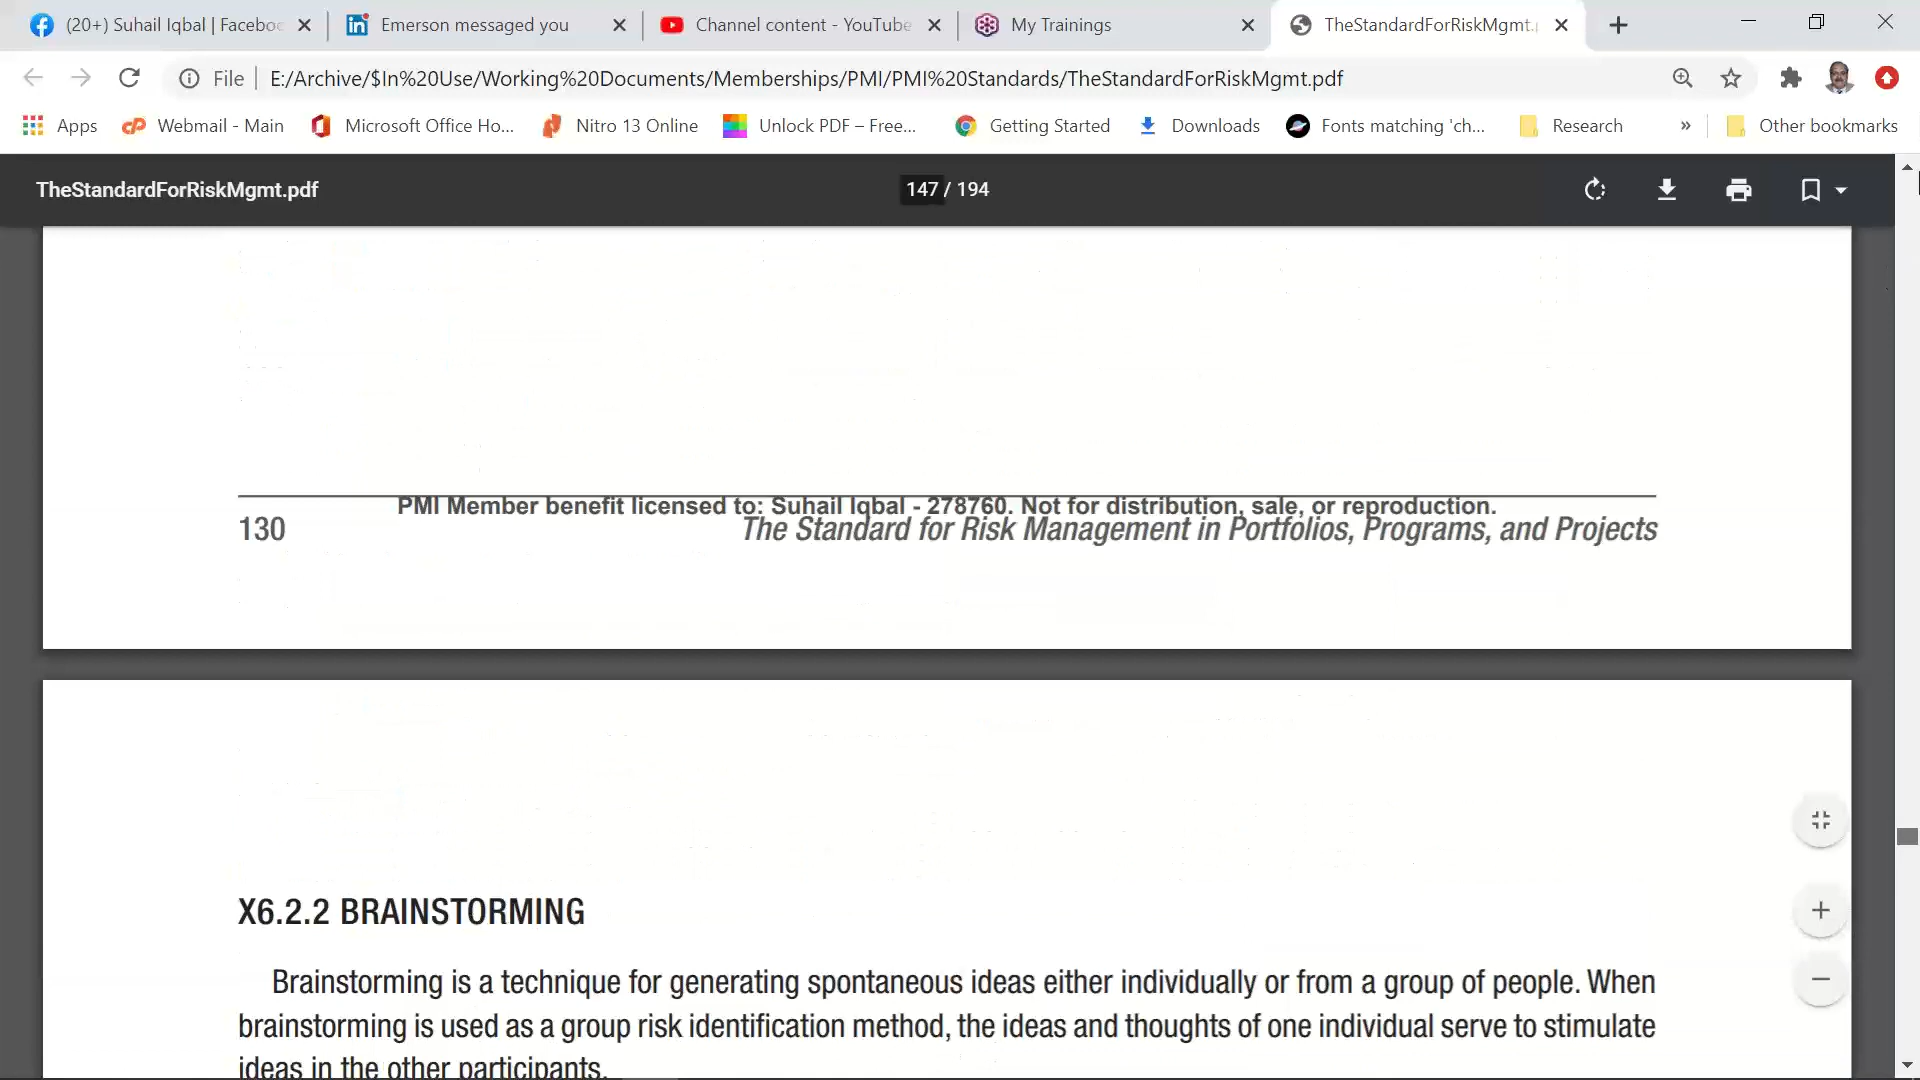 (20+) Suhail Iqbal | Faceboo
Emerson messaged you
Channel content - YouTube
My Trainings
TheStandardForRiskMgmt.p
File
E:/Archive/$In%20Use/Working%20Documents/Memberships/PMI/PMI%20Standards/TheStandardForRiskMgmt.pdf
Apps
Webmail - Main
Microsoft Office Ho...
Nitro 13 Online
Unlock PDF – Free...
Getting Started
Downloads
Fonts matching 'ch...
Research
»
Other bookmarks
TheStandardForRiskMgmt.pdf
147 / 194
PMI Member benefit licensed to: Suhail Iqbal - 278760. Not for distribution, sale, or reproduction.
130
The Standard for Risk Management in Portfolios, Programs, and Projects
X6.2.2 BRAINSTORMING
Brainstorming is a technique for generating spontaneous ideas either individually or from a group of people. When
brainstorming is used as a group risk identification method, the ideas and thoughts of one individual serve to stimulate
ideas in the other participants.